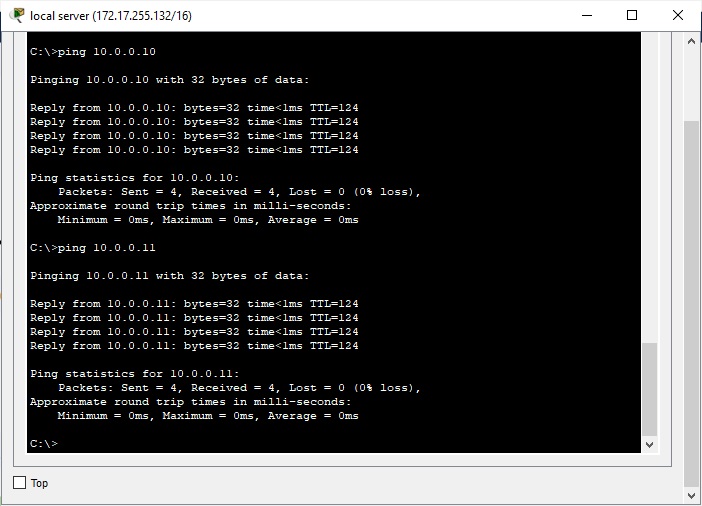 local server (172.17.255.132/16)
C:\>ping 10.0.0.10
Pinging 10.0.0.10 with 32 bytes of data:
Reply from 10.0.0.10: bytes=32 time<1ms TTL=124
Reply from 10.0.0.10: bytes=32 time<1ms TTL=124
Reply from 10.0.0.10: bytes=32 time<1ms TTL=124
Reply from 10.0.0.10: bytes=32 time<1ms TTL=124
Ping statistics for 10.0.0.10:
    Packets: Sent = 4, Received = 4, Lost = 0 (0% loss),
Approximate round trip times in milli-seconds:
    Minimum = 0ms, Maximum = 0ms, Average = 0ms
C:\>ping 10.0.0.11
Pinging 10.0.0.11 with 32 bytes of data:
Reply from 10.0.0.11: bytes=32 time<1ms TTL=124
Reply from 10.0.0.11: bytes=32 time<1ms TTL=124
Reply from 10.0.0.11: bytes=32 time<1ms TTL=124
Reply from 10.0.0.11: bytes=32 time<1ms TTL=124
Ping statistics for 10.0.0.11:
    Packets: Sent = 4, Received = 4, Lost = 0 (0% loss),
Approximate round trip times in milli-seconds:
    Minimum = 0ms, Maximum = 0ms, Average = 0ms
C:\>
Top